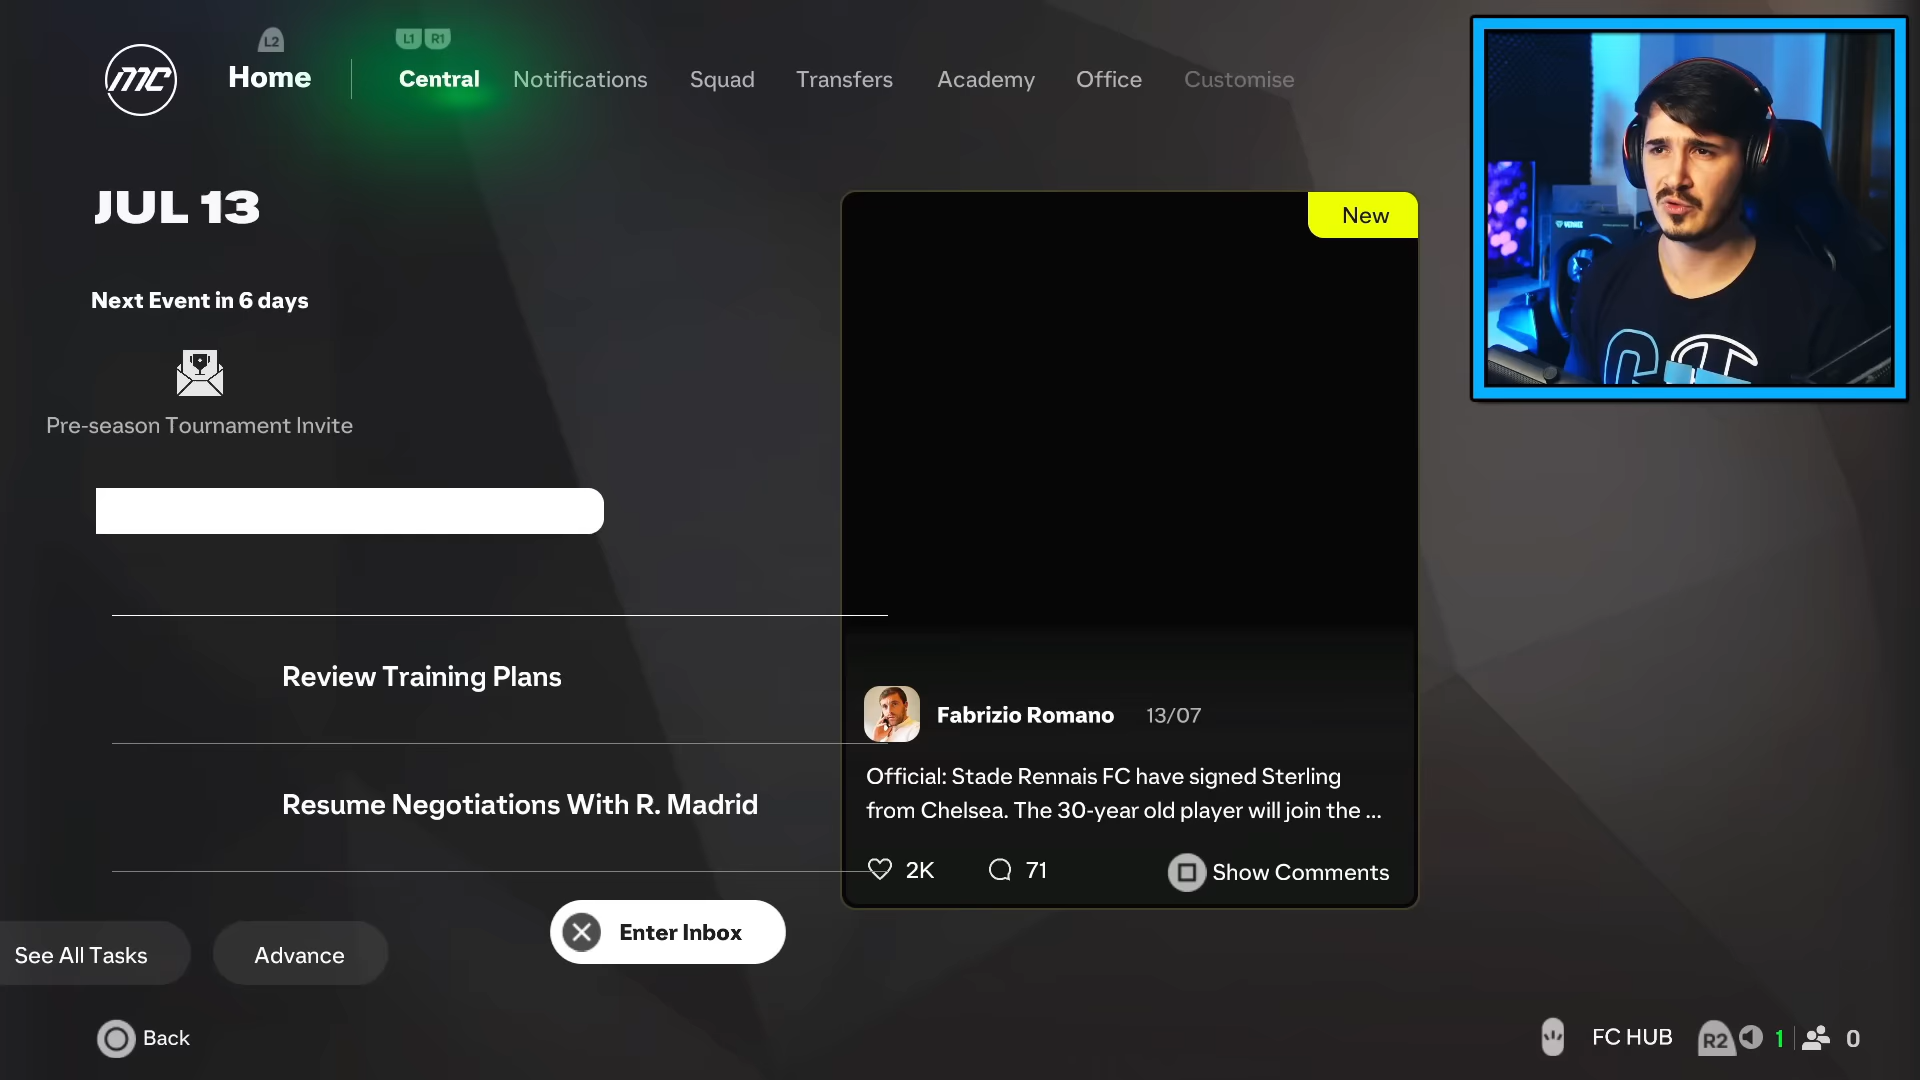 L2
L1 R1
MC
Home
Central
Notifications
Squad
Transfers
Academy
Office
Customise
JUL 13
Next Event in 6 days
Pre-season Tournament Invite
Review Training Plans
Resume Negotiations With R. Madrid
See All Tasks
Advance
Enter Inbox
Back
New
Fabrizio Romano 13/07
Official: Stade Rennais FC have signed Sterling
from Chelsea. The 30-year old player will join the ...
2K
71
Show Comments
FC HUB
R2
1
0